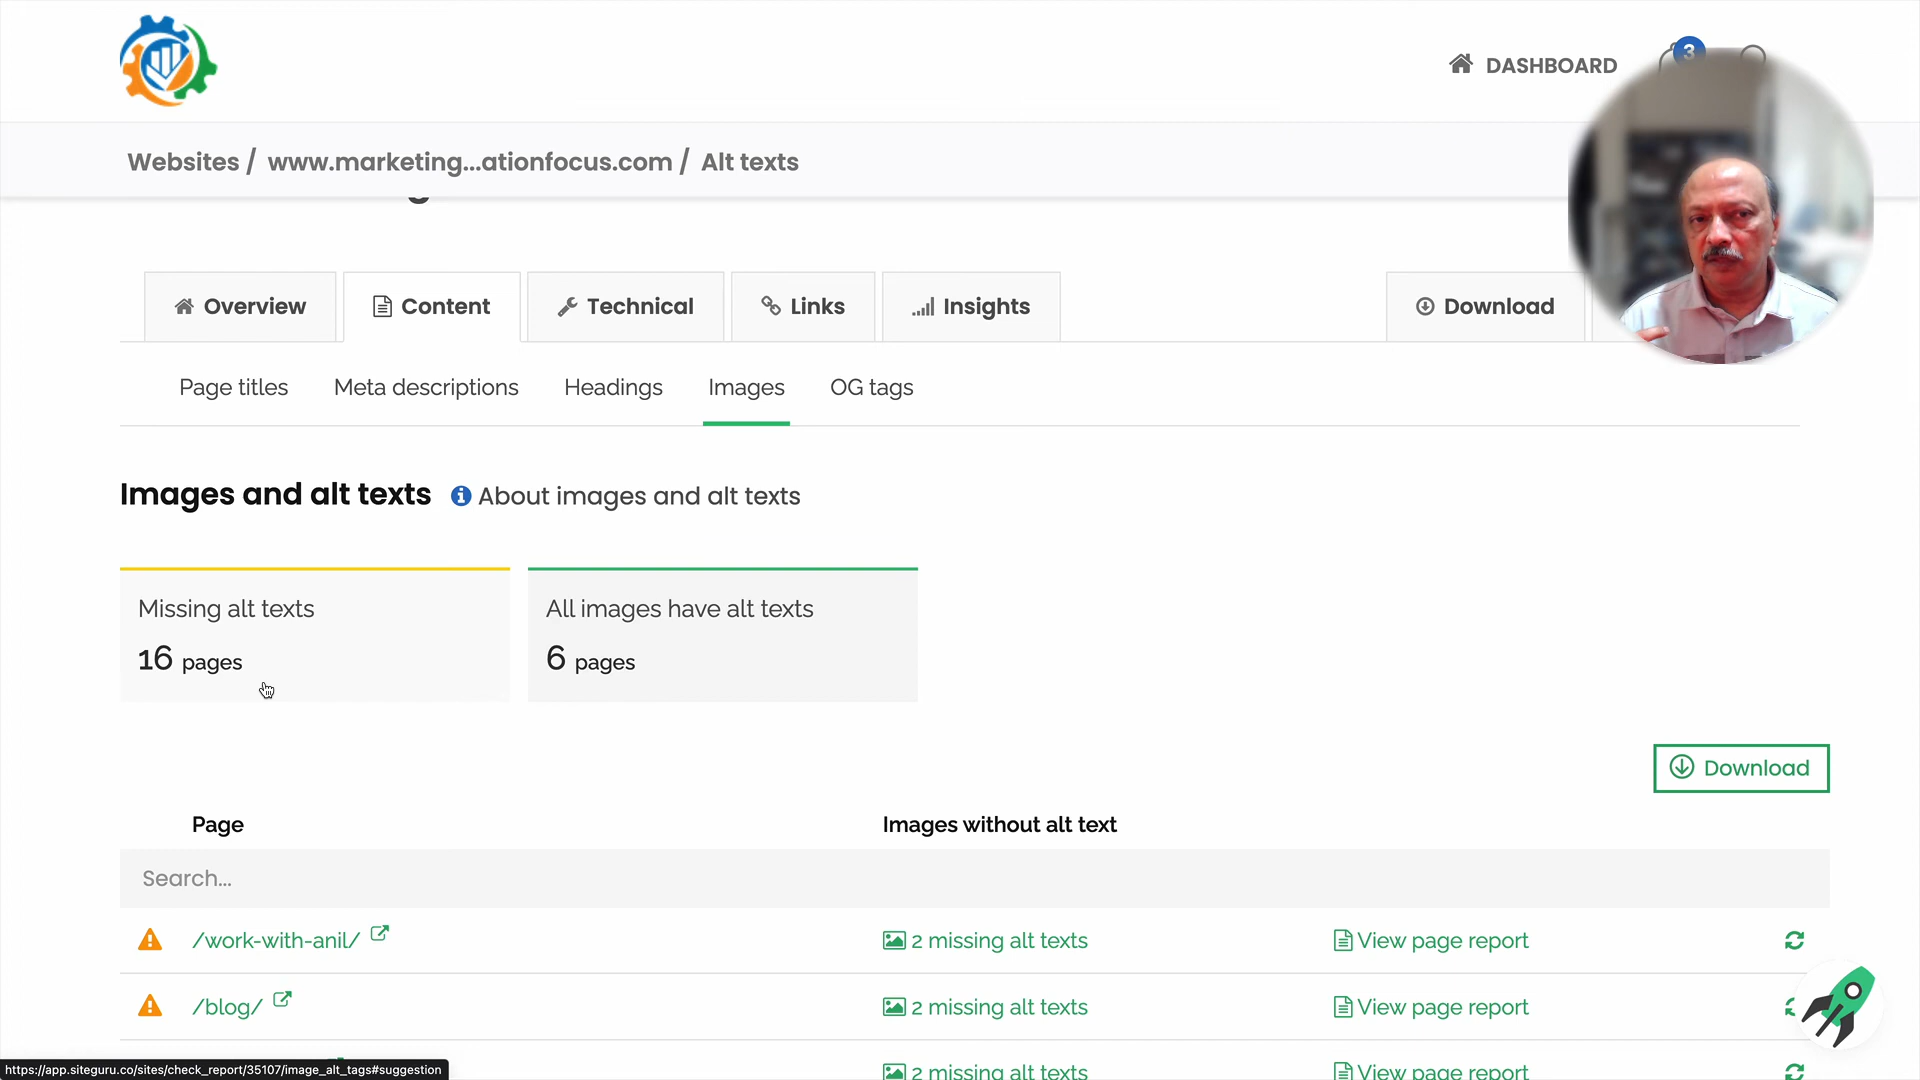 DASHBOARD
3
Websites / www.marketing...ationfocus.com / Alt texts
Overview
Content
Technical
Links
Insights
Download
Page titles
Meta descriptions
Headings
Images
OG tags
Images and alt texts
About images and alt texts
Missing alt texts
16 pages
All images have alt texts
6 pages
Download
Page
Images without alt text
Search...
/work-with-anil/
2 missing alt texts
View page report
/blog/
2 missing alt texts
View page report
2 missing alt texts
View page report
https://app.siteguru.co/sites/check_report/35107/image_alt_tags#suggestion